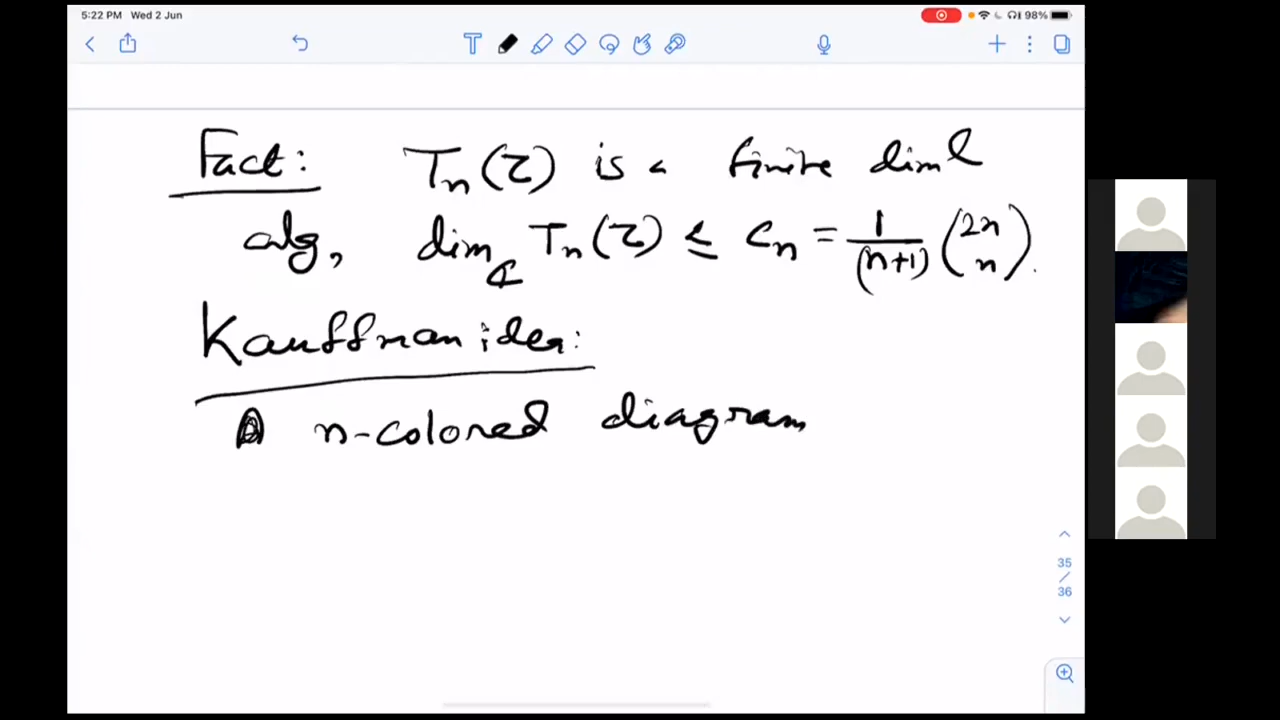 5:22 PM Wed 2 Jun
98%
Fact: Tₙ(τ) is a finite diml
alg, dim_ℂ Tₙ(τ) ≤ Cₙ = 1/(n+1) (2n n).
Kauffman idea:
A n-colored diagram
35
/
36